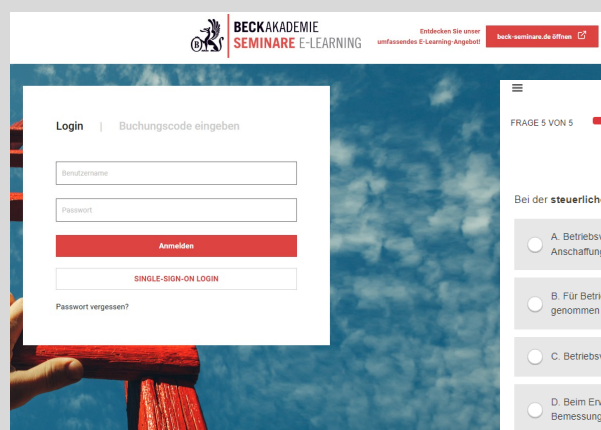 BECKAKADEMIE
SEMINARE E-LEARNING
Entdecken Sie unser
umfassendes E-Learning-Angebot!
beck-seminare.de öffnen
Login | Buchungscode eingeben
Benutzername
Passwort
Anmelden
SINGLE-SIGN-ON LOGIN
Passwort vergessen?
FRAGE 5 VON 5
Bei der steuerliche
A. Betriebsv
Anschaffung
B. Für Betri
genommen
C. Betriebsv
D. Beim Erv
Bemessung